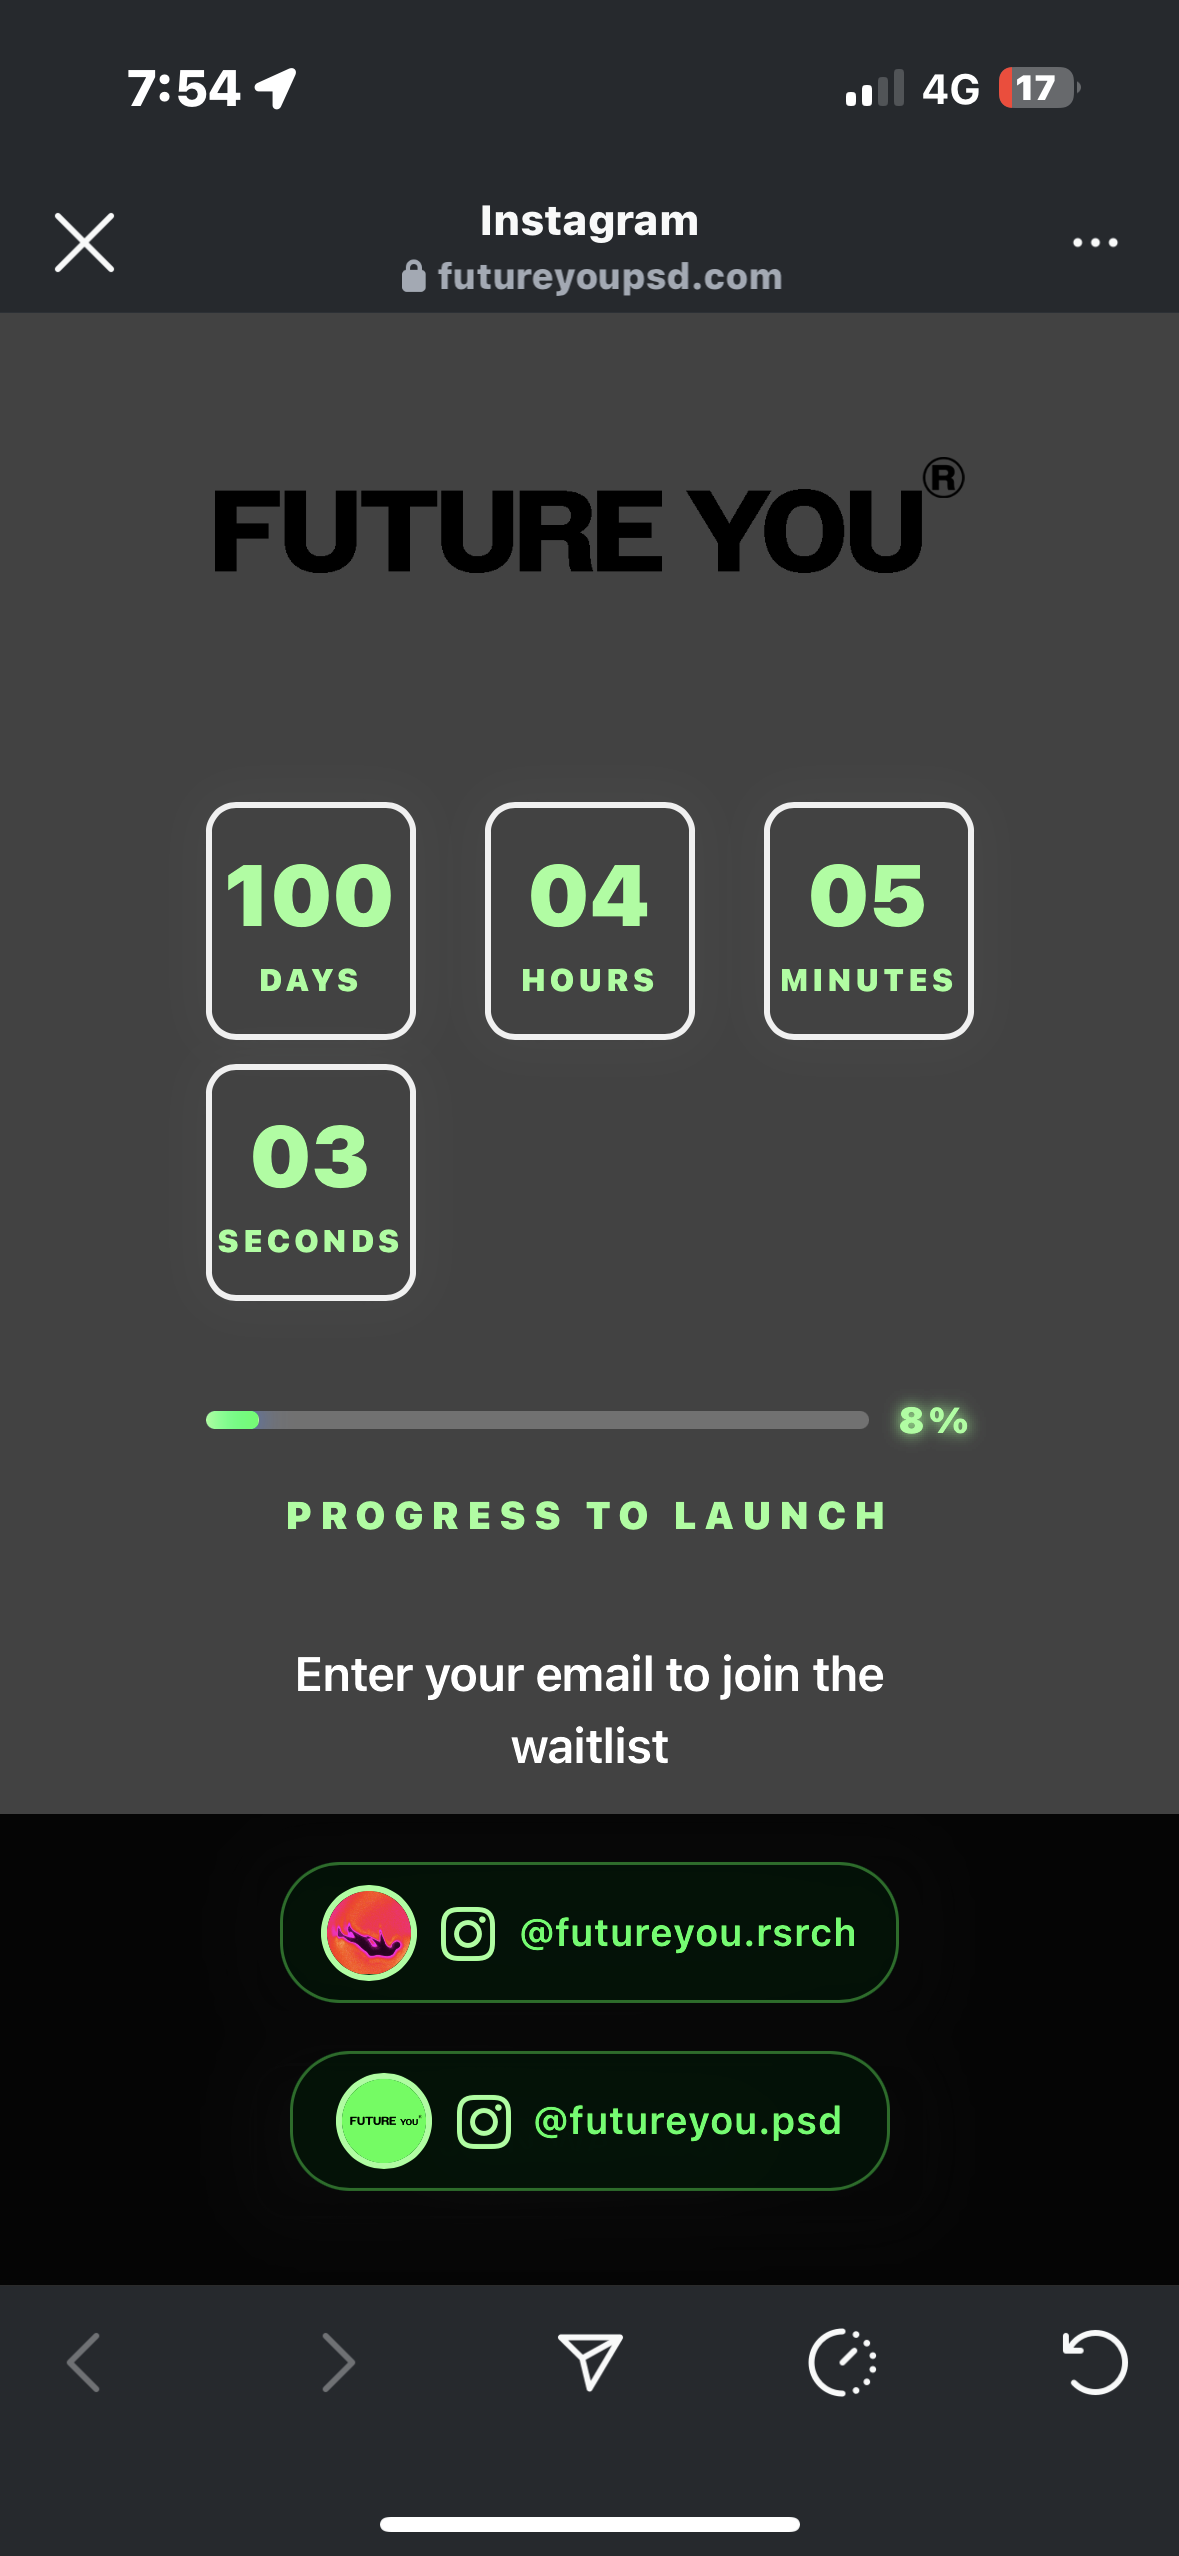 7:54
4G
17
Instagram
futureyoupsd.com
FUTURE YOU®
100
DAYS
04
HOURS
05
MINUTES
03
SECONDS
8%
PROGRESS TO LAUNCH
Enter your email to join the
waitlist
@futureyou.rsrch
FUTURE YOU
@futureyou.psd